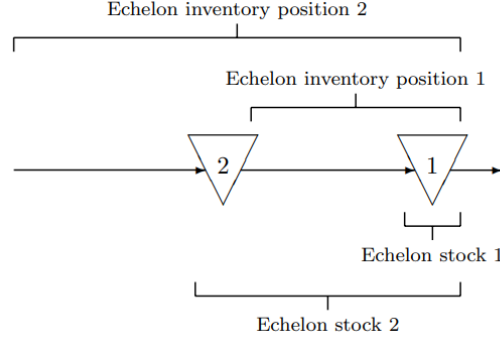 Echelon inventory position 2
Echelon inventory position 1
2
1
Echelon stock 1
Echelon stock 2